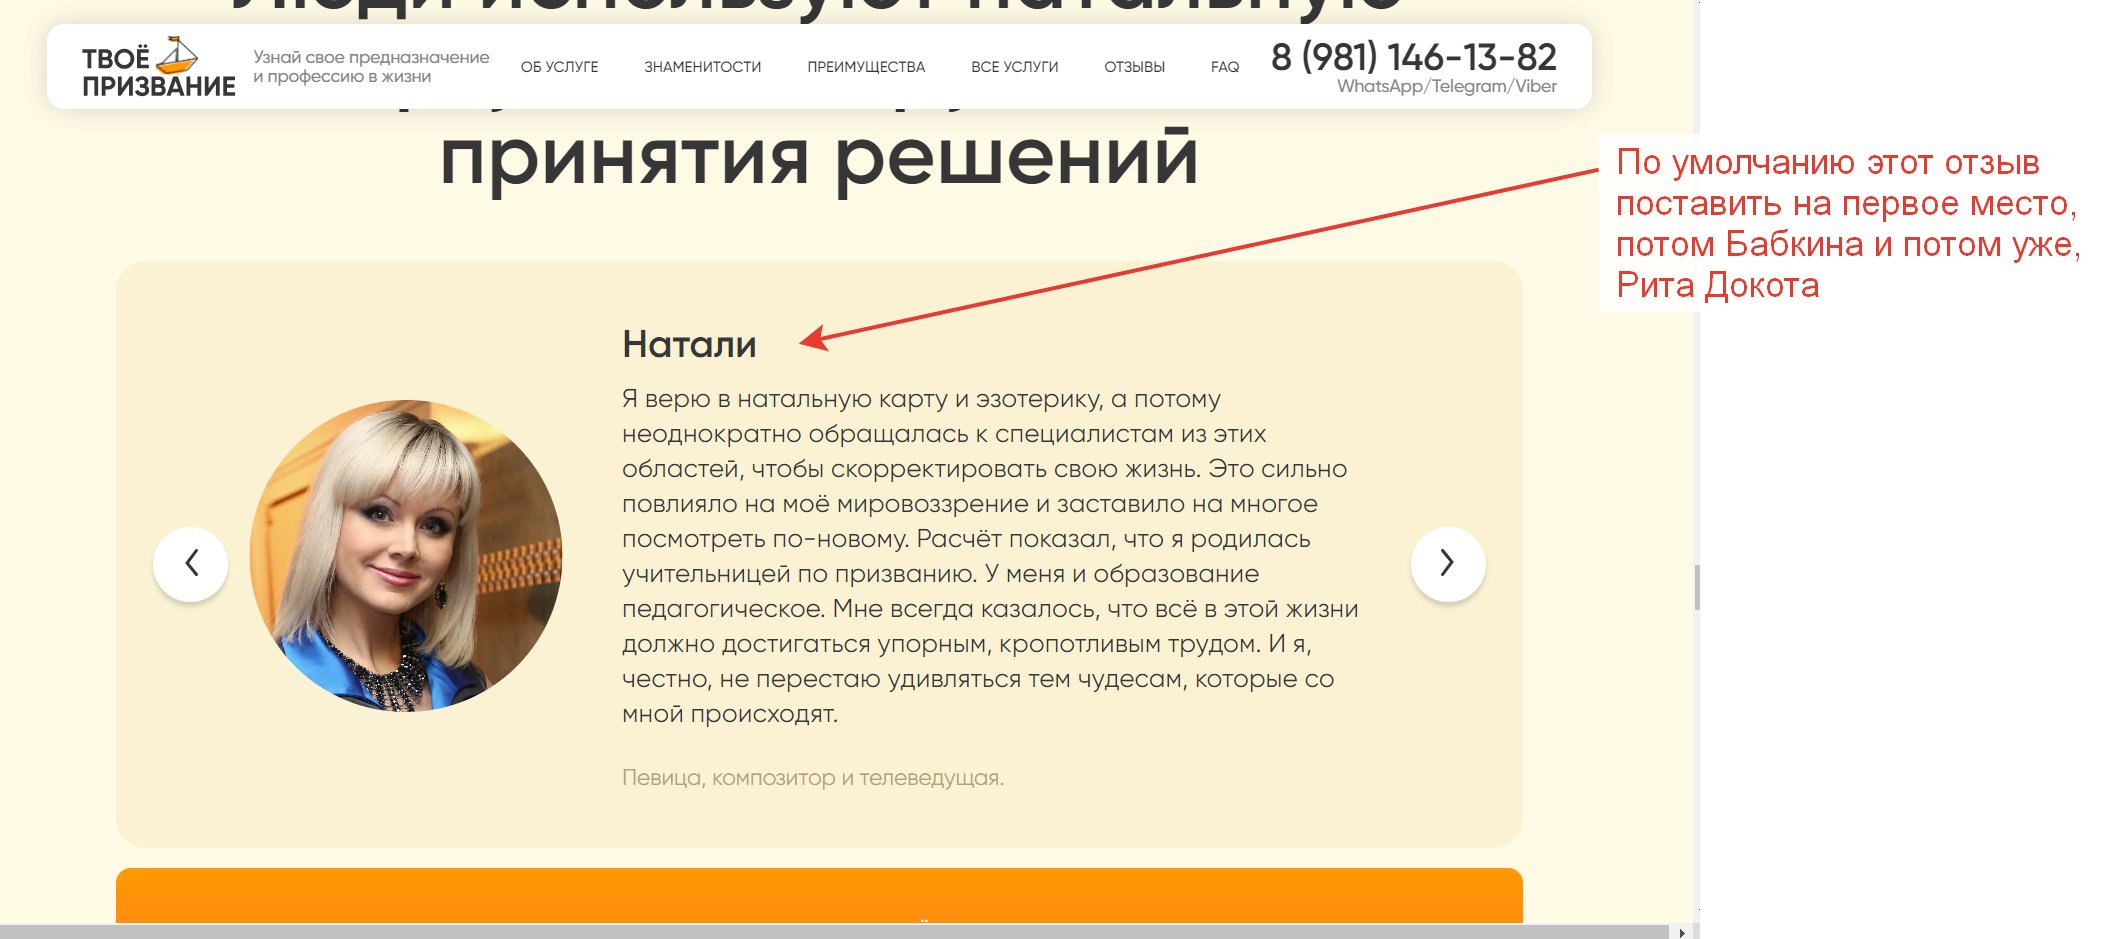 Люди используют натальную
ТВОЁ
ПРИЗВАНИЕ
Узнай свое предназначение
и профессию в жизни
ОБ УСЛУГЕ
ЗНАМЕНИТОСТИ
ПРЕИМУЩЕСТВА
ВСЕ УСЛУГИ
ОТЗЫВЫ
FAQ
8 (981) 146-13-82
WhatsApp/Telegram/Viber
принятия решений
По умолчанию этот отзыв
поставить на первое место,
потом Бабкина и потом уже,
Рита Докота
Натали
Я верю в натальную карту и эзотерику, а потому
неоднократно обращалась к специалистам из этих
областей, чтобы скорректировать свою жизнь. Это сильно
повлияло на моё мировоззрение и заставило на многое
посмотреть по-новому. Расчёт показал, что я родилась
учительницей по призванию. У меня и образование
педагогическое. Мне всегда казалось, что всё в этой жизни
должно достигаться упорным, кропотливым трудом. И я,
честно, не перестаю удивляться тем чудесам, которые со
мной происходят.
Певица, композитор и телеведущая.